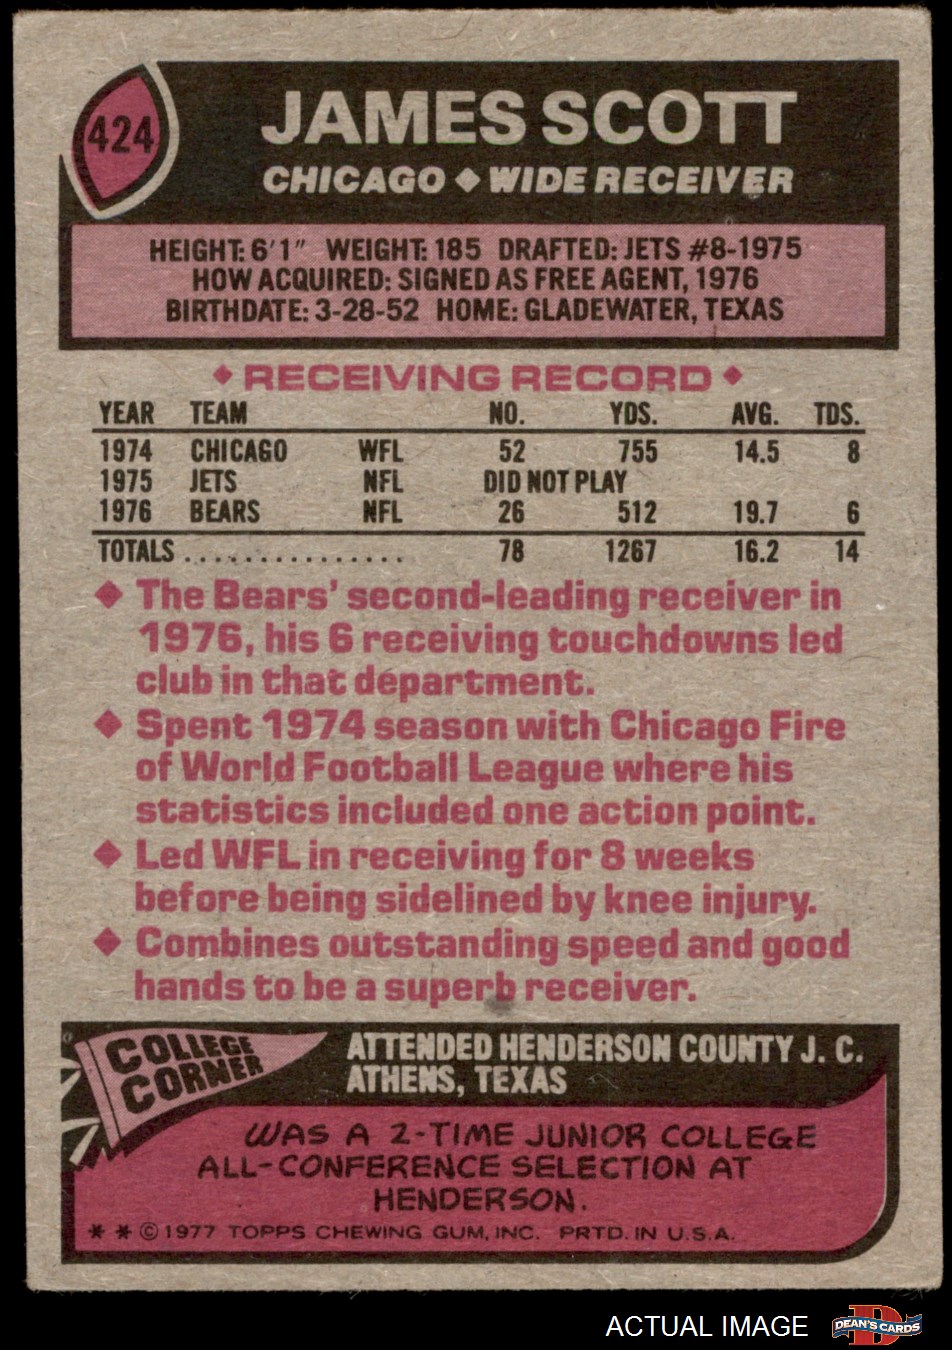 424
JAMES SCOTT
CHICAGO ◆ WIDE RECEIVER
HEIGHT: 6'1" WEIGHT: 185 DRAFTED: JETS #8-1975
HOW ACQUIRED: SIGNED AS FREE AGENT, 1976
BIRTHDATE: 3-28-52 HOME: GLADEWATER, TEXAS
◆ RECEIVING RECORD ◆
YEAR TEAM NO. YDS. AVG. TDS.
1974 CHICAGO WFL 52 755 14.5 8
1975 JETS NFL DID NOT PLAY
1976 BEARS NFL 26 512 19.7 6
TOTALS ............... 78 1267 16.2 14
◆ The Bears' second-leading receiver in
1976, his 6 receiving touchdowns led
club in that department.
◆ Spent 1974 season with Chicago Fire
of World Football League where his
statistics included one action point.
◆ Led WFL in receiving for 8 weeks
before being sidelined by knee injury.
◆ Combines outstanding speed and good
hands to be a superb receiver.
COLLEGE
CORNER
ATTENDED HENDERSON COUNTY J. C.
ATHENS, TEXAS
WAS A 2-TIME JUNIOR COLLEGE
ALL-CONFERENCE SELECTION AT
HENDERSON.
* * © 1977 TOPPS CHEWING GUM, INC. PRTD. IN U.S.A.
ACTUAL IMAGE
D
DEAN'S CARDS